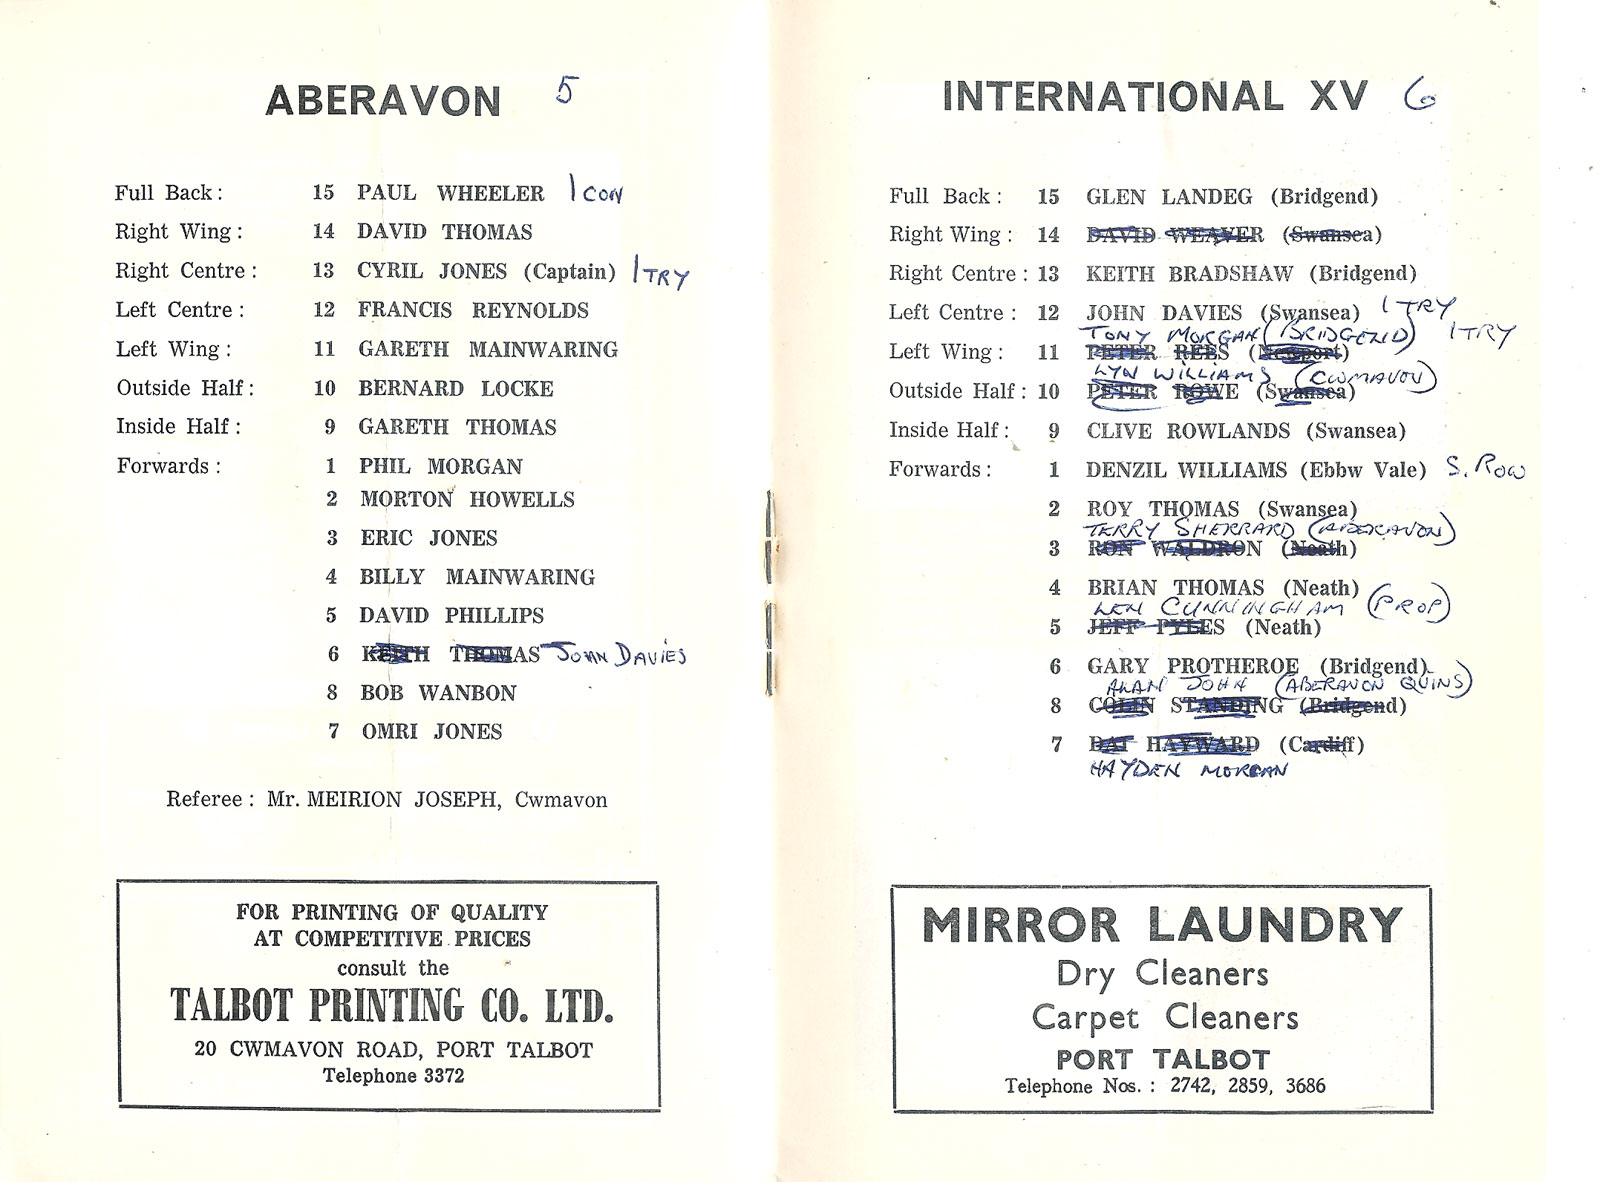 ABERAVON 5
Full Back : 15 PAUL WHEELER 1 CON
Right Wing : 14 DAVID THOMAS
Right Centre : 13 CYRIL JONES (Captain) 1 TRY
Left Centre : 12 FRANCIS REYNOLDS
Left Wing : 11 GARETH MAINWARING
Outside Half : 10 BERNARD LOCKE
Inside Half : 9 GARETH THOMAS
Forwards : 1 PHIL MORGAN
2 MORTON HOWELLS
3 ERIC JONES
4 BILLY MAINWARING
5 DAVID PHILLIPS
6 KEITH THOMAS JOHN DAVIES
8 BOB WANBON
7 OMRI JONES
Referee : Mr. MEIRION JOSEPH, Cwmavon
FOR PRINTING OF QUALITY
AT COMPETITIVE PRICES
consult the
TALBOT PRINTING CO. LTD.
20 CWMAVON ROAD, PORT TALBOT
Telephone 3372
INTERNATIONAL XV 6
Full Back : 15 GLEN LANDEG (Bridgend)
Right Wing : 14 DAVID WEAVER (Swansea)
Right Centre : 13 KEITH BRADSHAW (Bridgend)
Left Centre : 12 JOHN DAVIES (Swansea) 1 TRY
TONY MORGAN (BRIDGEND) 1 TRY
Left Wing : 11 PETER REES (Newport)
LYN WILLIAMS (CWMAVON)
Outside Half : 10 PETER ROWE (Swansea)
Inside Half : 9 CLIVE ROWLANDS (Swansea)
Forwards : 1 DENZIL WILLIAMS (Ebbw Vale) S. ROW
2 ROY THOMAS (Swansea)
TERRY SHERRARD (ABERAVON)
3 RON WALDRON (Neath)
4 BRIAN THOMAS (Neath)
LEN CUNNINGHAM (PROP)
5 JEFF PYLES (Neath)
6 GARY PROTHEROE (Bridgend)
ALAN JOHN (ABERAVON QUINS)
8 COLIN STANDING (Bridgend)
7 DAI HAYWARD (Cardiff)
HAYDEN MORGAN
MIRROR LAUNDRY
Dry Cleaners
Carpet Cleaners
PORT TALBOT
Telephone Nos. : 2742, 2859, 3686